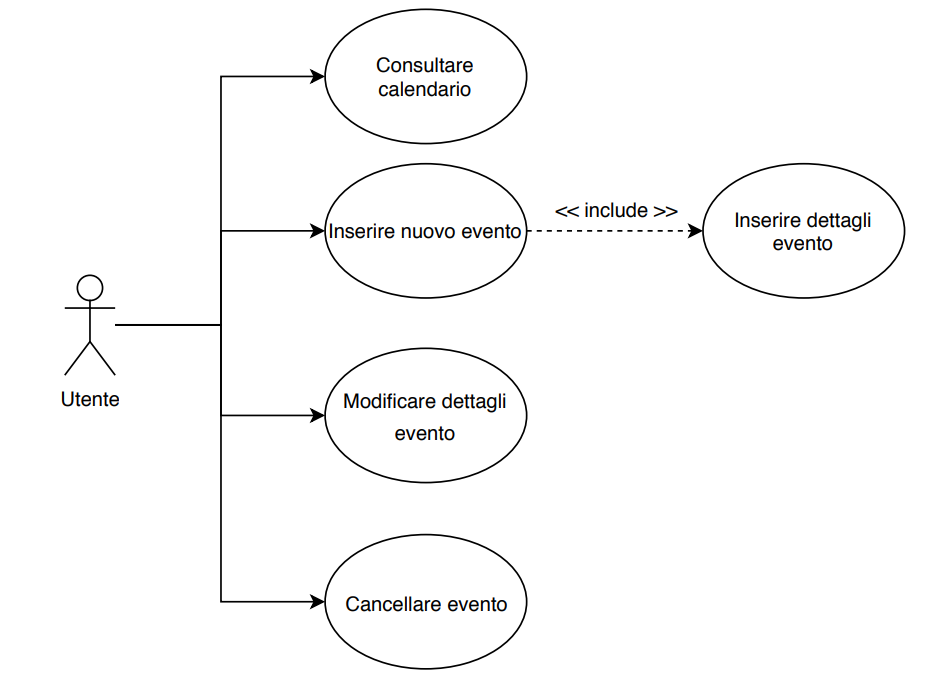 Consultare
calendario
Inserire nuovo evento
<< include >>
Inserire dettagli
evento
Utente
Modificare dettagli
evento
Cancellare evento